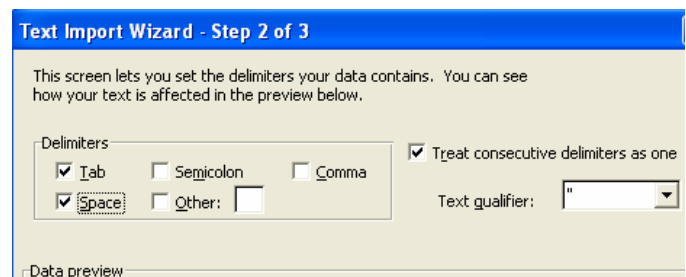 Text Import Wizard - Step 2 of 3
This screen lets you set the delimiters your data contains. You can see
how your text is affected in the preview below.
Delimiters
Tab Semicolon Comma
Space Other:
Treat consecutive delimiters as one
Text qualifier: "
Data preview